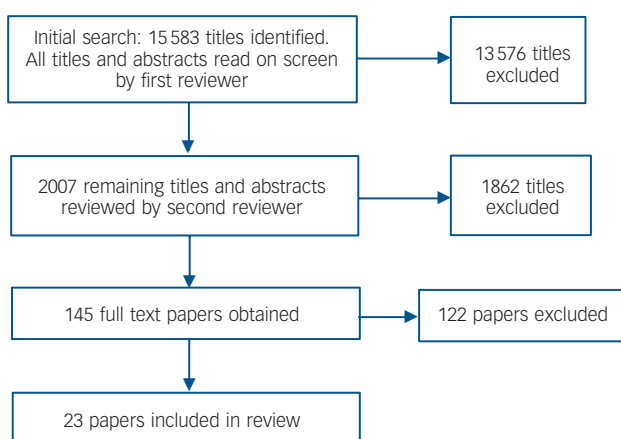 Initial search: 15 583 titles identified.
All titles and abstracts read on screen
by first reviewer
13 576 titles
excluded
2007 remaining titles and abstracts
reviewed by second reviewer
1862 titles
excluded
145 full text papers obtained
122 papers excluded
23 papers included in review